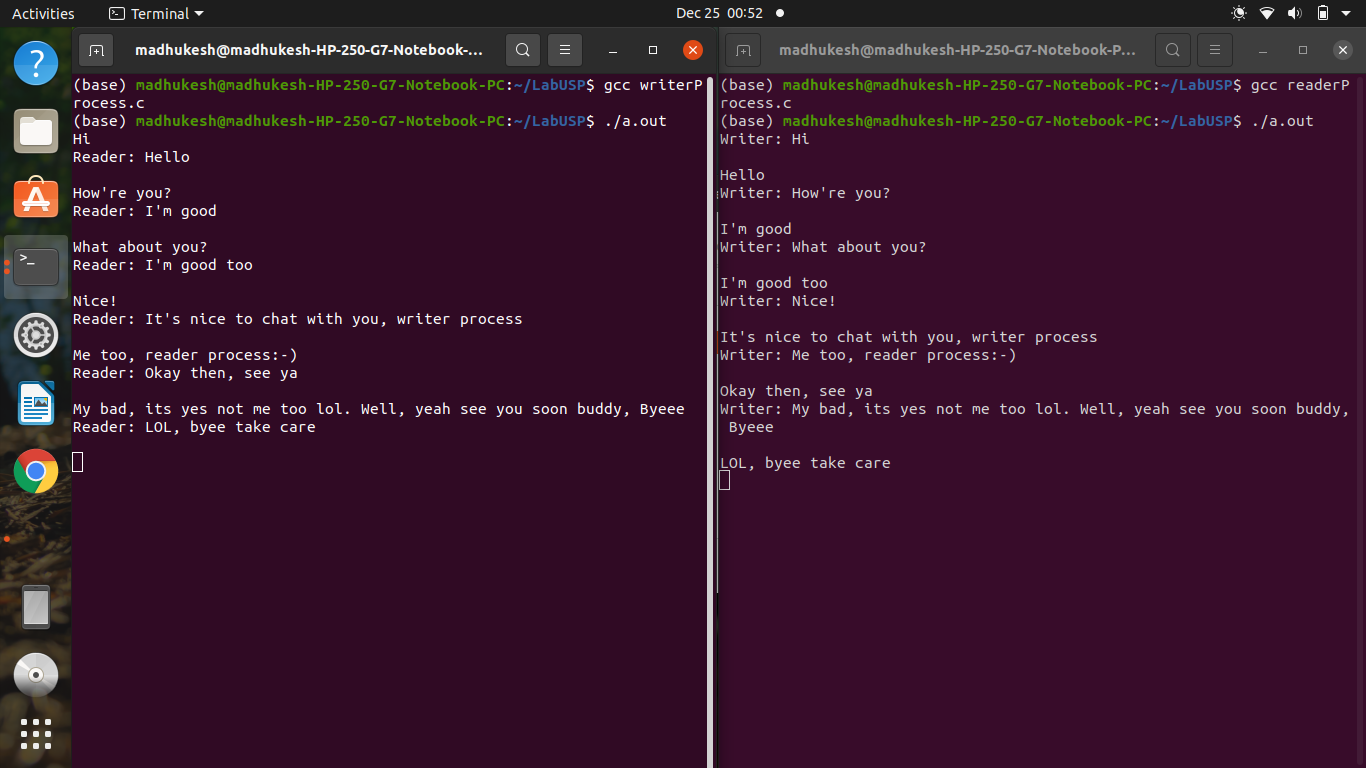 Activities
Terminal
Dec 25 00:52
madhukesh@madhukesh-HP-250-G7-Notebook-...
(base) madhukesh@madhukesh-HP-250-G7-Notebook-PC:~/LabUSP$ gcc writerP
rocess.c
(base) madhukesh@madhukesh-HP-250-G7-Notebook-PC:~/LabUSP$ ./a.out
Hi
Reader: Hello
How're you?
Reader: I'm good
What about you?
Reader: I'm good too
Nice!
Reader: It's nice to chat with you, writer process
Me too, reader process:-)
Reader: Okay then, see ya
My bad, its yes not me too lol. Well, yeah see you soon buddy, Byeee
Reader: LOL, byee take care
madhukesh@madhukesh-HP-250-G7-Notebook-P...
(base) madhukesh@madhukesh-HP-250-G7-Notebook-PC:~/LabUSP$ gcc readerP
rocess.c
(base) madhukesh@madhukesh-HP-250-G7-Notebook-PC:~/LabUSP$ ./a.out
Writer: Hi
Hello
Writer: How're you?
I'm good
Writer: What about you?
I'm good too
Writer: Nice!
It's nice to chat with you, writer process
Writer: Me too, reader process:-)
Okay then, see ya
Writer: My bad, its yes not me too lol. Well, yeah see you soon buddy,
Byeee
LOL, byee take care